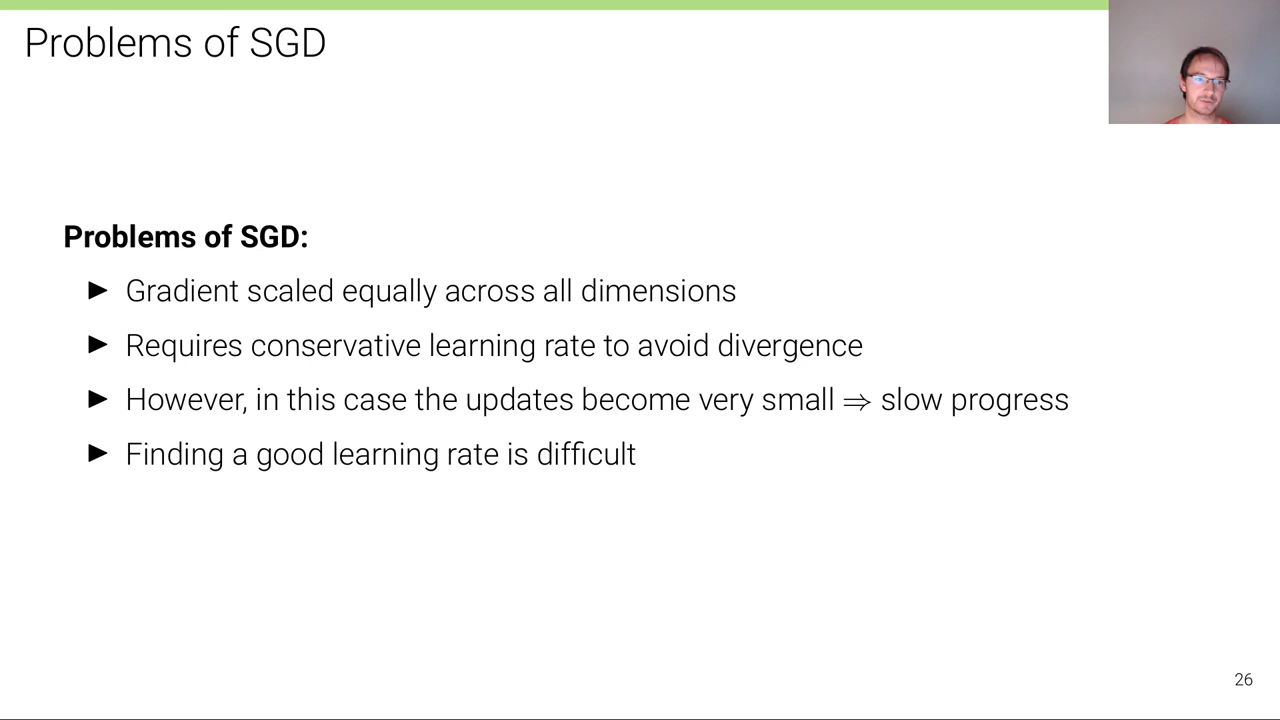 Problems of SGD
Problems of SGD:
► Gradient scaled equally across all dimensions
► Requires conservative learning rate to avoid divergence
► However, in this case the updates become very small ⇒ slow progress
► Finding a good learning rate is difficult
26